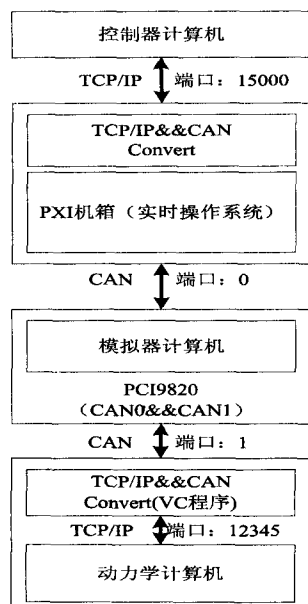 控制器计算机
TCP/IP 端口：15000
TCP/IP&&CAN
Convert
PXI机箱（实时操作系统）
CAN 端口：0
模拟器计算机
PCI9820
（CAN0&&CAN1）
CAN 端口：1
TCP/IP&&CAN
Convert(VC程序)
TCP/IP 端口：12345
动力学计算机